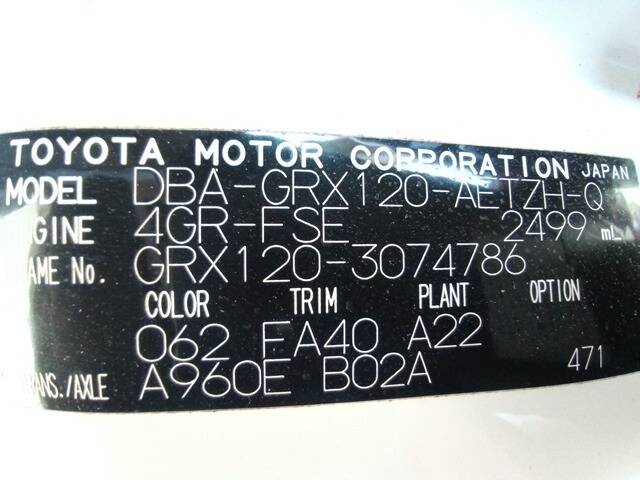 TOYOTA MOTOR CORPORATION JAPAN
MODEL DBA-GRX120-AETZH-Q
GINE 4GR-FSE 2499 mL
AME No. GRX120-3074786
COLOR TRIM PLANT OPTION
062 FA40 A22
RANS./AXLE A960E B02A 471